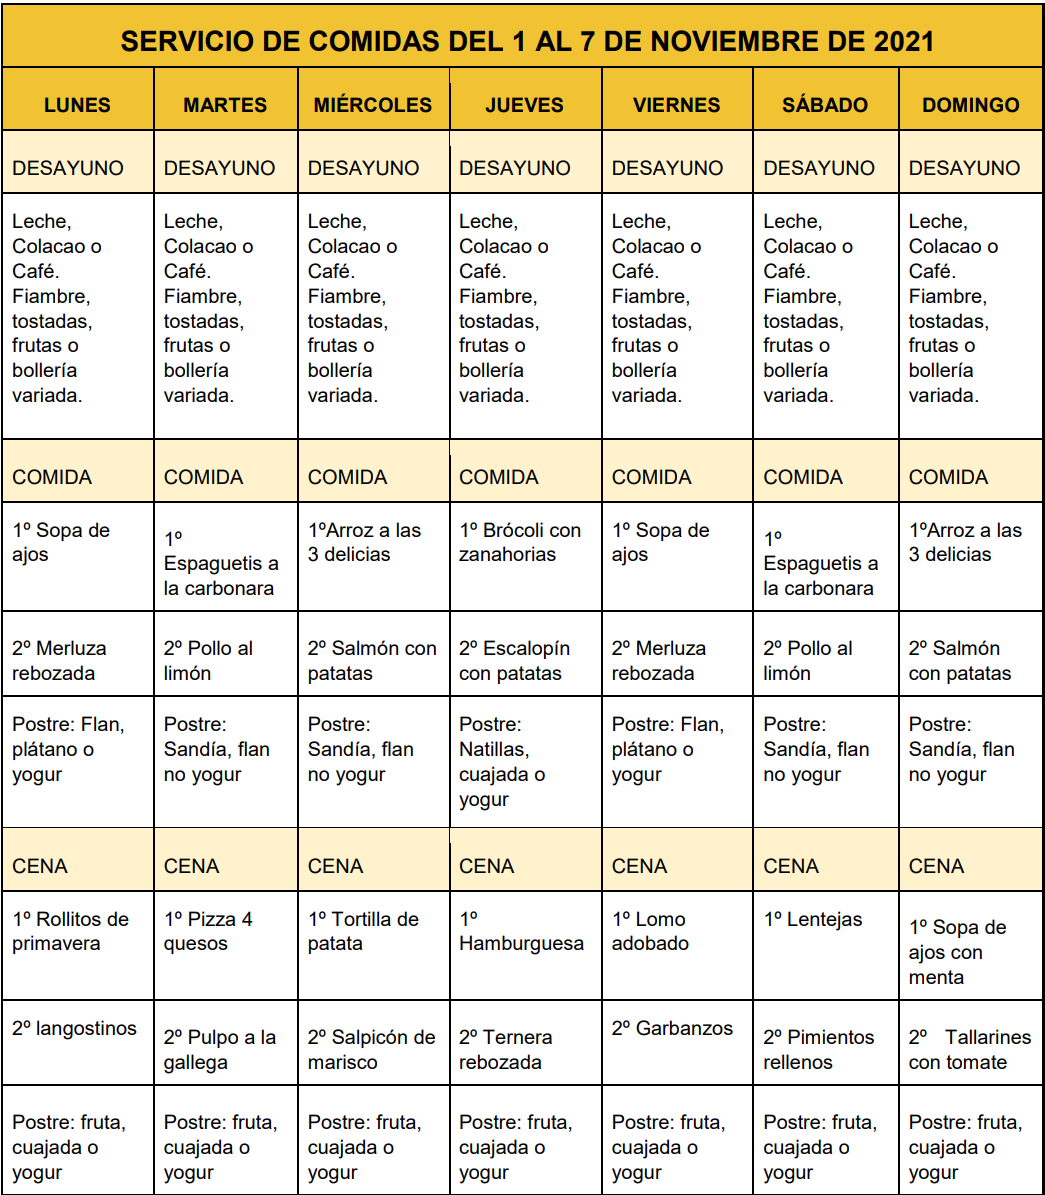 SERVICIO DE COMIDAS DEL 1 AL 7 DE NOVIEMBRE DE 2021
LUNES MARTES MIÉRCOLES JUEVES VIERNES SÁBADO DOMINGO
DESAYUNO DESAYUNO DESAYUNO DESAYUNO DESAYUNO DESAYUNO DESAYUNO
Leche, Leche, Leche, Leche, Leche, Leche, Leche,
Colacao o Colacao o Colacao o Colacao o Colacao o Colacao o Colacao o
Café. Café. Café. Café. Café. Café. Café.
Fiambre, Fiambre, Fiambre, Fiambre, Fiambre, Fiambre, Fiambre,
tostadas, tostadas, tostadas, tostadas, tostadas, tostadas, tostadas,
frutas o frutas o frutas o frutas o frutas o frutas o frutas o
bollería bollería bollería bollería bollería bollería bollería
variada. variada. variada. variada. variada. variada. variada.
COMIDA COMIDA COMIDA COMIDA COMIDA COMIDA COMIDA
1º Sopa de
ajos
1º
Espaguetis a
la carbonara
1ºArroz a las
3 delicias
1º Brócoli con
zanahorias
1º Sopa de
ajos
1º
Espaguetis a
la carbonara
1ºArroz a las
3 delicias
2º Merluza
rebozada
2º Pollo al
limón
2º Salmón con
patatas
2º Escalopín
con patatas
2º Merluza
rebozada
2º Pollo al
limón
2º Salmón
con patatas
Postre: Flan,
plátano o
yogur
Postre:
Sandía, flan
no yogur
Postre:
Sandía, flan
no yogur
Postre:
Natillas,
cuajada o
yogur
Postre: Flan,
plátano o
yogur
Postre:
Sandía, flan
no yogur
Postre:
Sandía, flan
no yogur
CENA CENA CENA CENA CENA CENA CENA
1º Rollitos de
primavera
1º Pizza 4
quesos
1º Tortilla de
patata
1º
Hamburguesa
1º Lomo
adobado
1º Lentejas
1º Sopa de
ajos con
menta
2º langostinos
2º Pulpo a la
gallega
2º Salpicón de
marisco
2º Ternera
rebozada
2º Garbanzos
2º Pimientos
rellenos
2º Tallarines
con tomate
Postre: fruta, Postre: fruta, Postre: fruta, Postre: fruta, Postre: fruta, Postre: fruta, Postre: fruta,
cuajada o cuajada o cuajada o cuajada o cuajada o cuajada o cuajada o
yogur yogur yogur yogur yogur yogur yogur